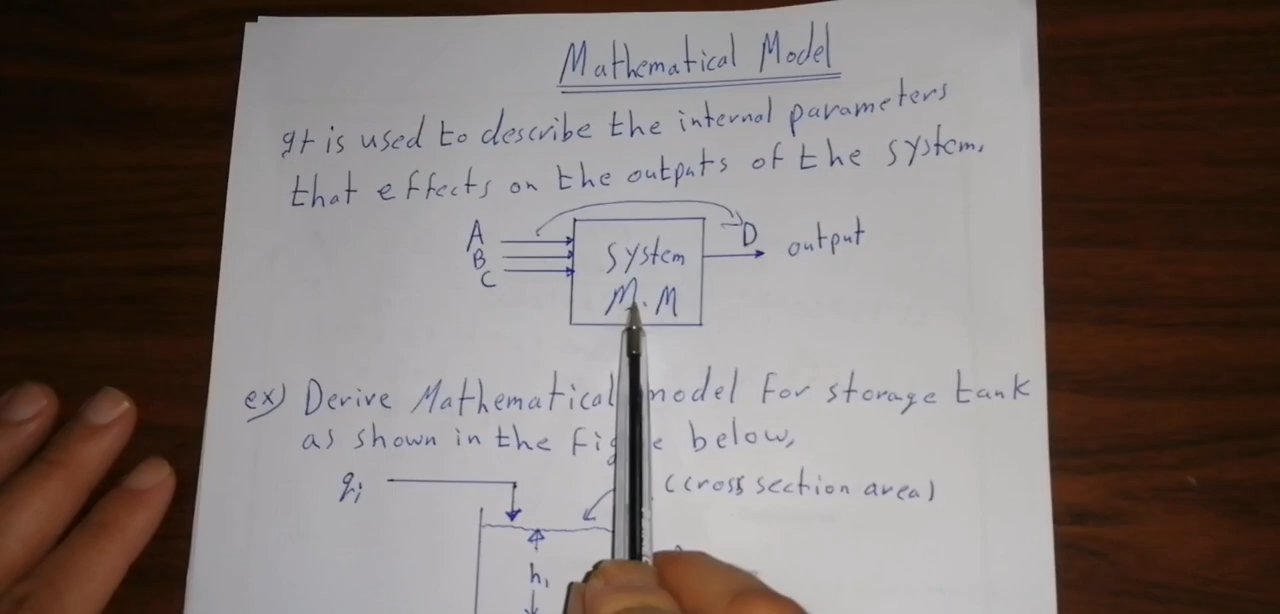 Mathematical Model
It is used to describe the internal parameters
that effects on the outputs of the system.
A
B
C
system
M.M
D
output
ex) Derive Mathematical model For storage tank
as shown in the below,
qi
(cross section area)
h1